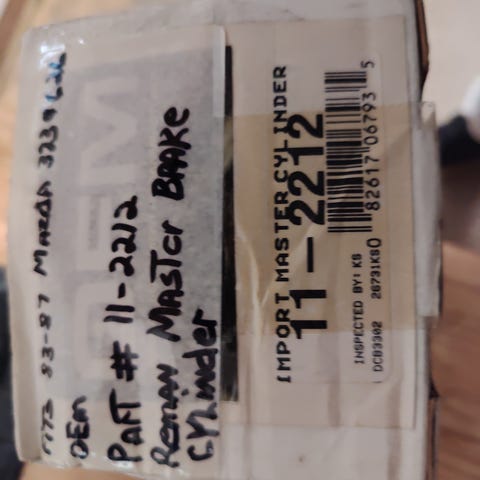 FITS 83-87 MAZDA 323 & 626
OEM
PART # 11-2212
Reman MASTer BRAKe
CYLinder
IMPORT MASTER CYLINDER
11-2212
82617 06793 5
INSPECTED BY: KS
DCB3302 26731KS0